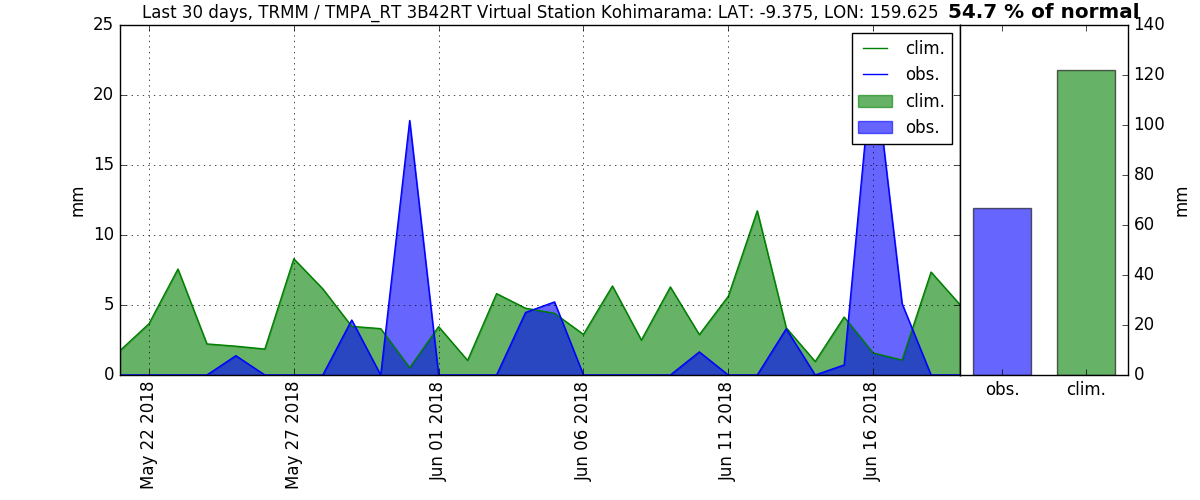 Last 30 days, TRMM / TMPA_RT 3B42RT Virtual Station Kohimarama: LAT: -9.375, LON: 159.625
54.7 % of normal
clim.
obs.
clim.
obs.
mm
25
20
15
10
5
0
May 22 2018
May 27 2018
Jun 01 2018
Jun 06 2018
Jun 11 2018
Jun 16 2018
140
120
100
80
60
40
20
0
mm
obs.
clim.